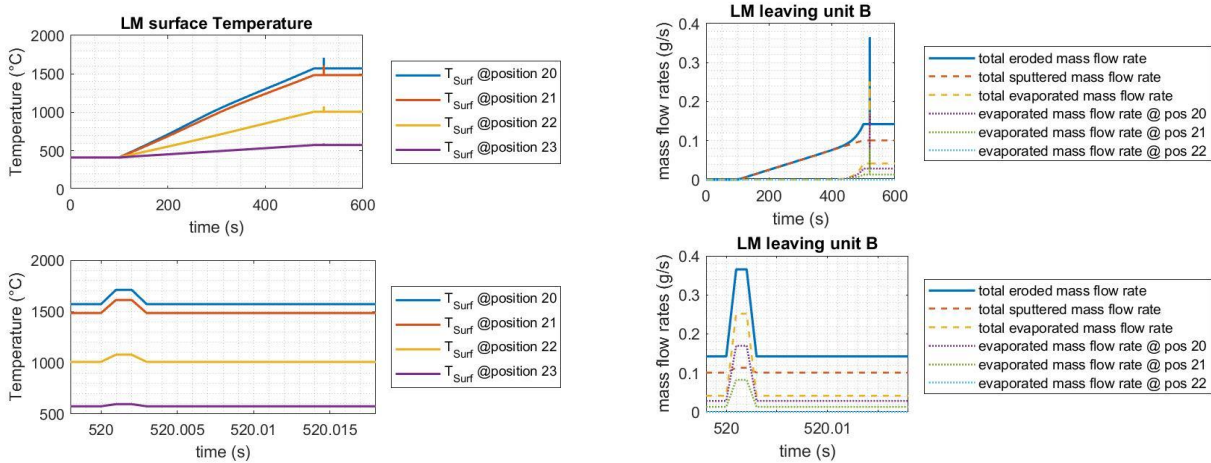 LM surface Temperature
2000
1500
1000
500
0
Temperature (°C)
0 200 400 600
time (s)
T_Surf @position 20
T_Surf @position 21
T_Surf @position 22
T_Surf @position 23
LM leaving unit B
0.4
0.3
0.2
0.1
0
mass flow rates (g/s)
0 200 400 600
time (s)
total eroded mass flow rate
total sputtered mass flow rate
total evaporated mass flow rate
evaporated mass flow rate @ pos 20
evaporated mass flow rate @ pos 21
evaporated mass flow rate @ pos 22
2000
1500
1000
500
Temperature (°C)
520 520.005 520.01 520.015
time (s)
T_Surf @position 20
T_Surf @position 21
T_Surf @position 22
T_Surf @position 23
LM leaving unit B
0.4
0.3
0.2
0.1
0
mass flow rates (g/s)
520 520.01
time (s)
total eroded mass flow rate
total sputtered mass flow rate
total evaporated mass flow rate
evaporated mass flow rate @ pos 20
evaporated mass flow rate @ pos 21
evaporated mass flow rate @ pos 22